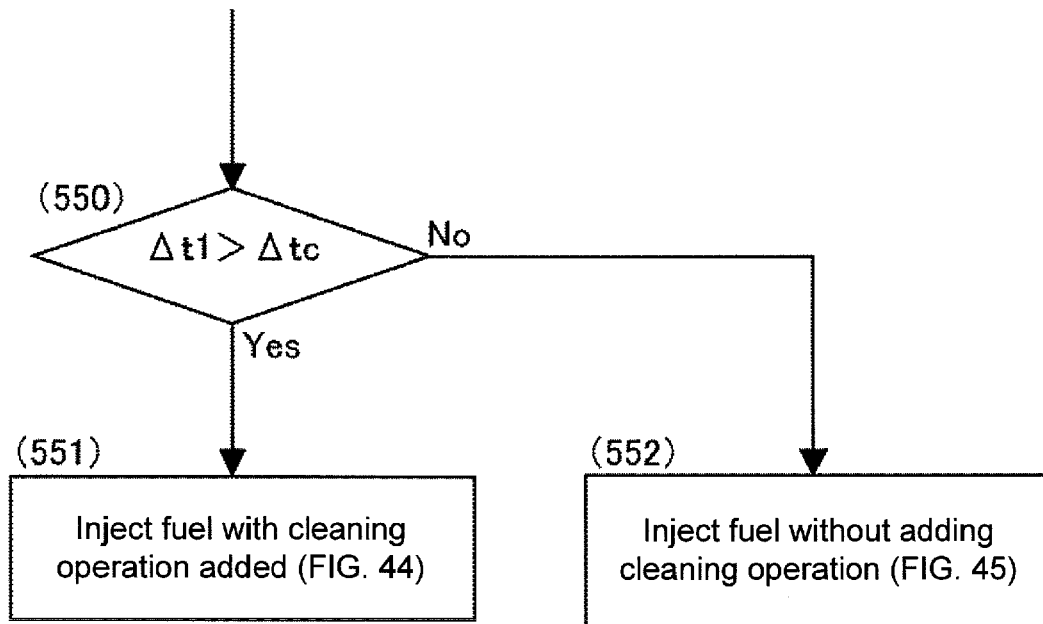 (550)
Δt1＞Δtc
No
Yes
(551)
Inject fuel with cleaning
operation added (FIG. 44)
(552)
Inject fuel without adding
cleaning operation (FIG. 45)